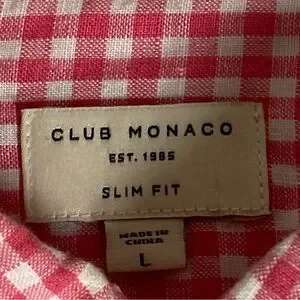 CLUB MONACO
EST. 1985
SLIM FIT
MADE IN
CHINA
L